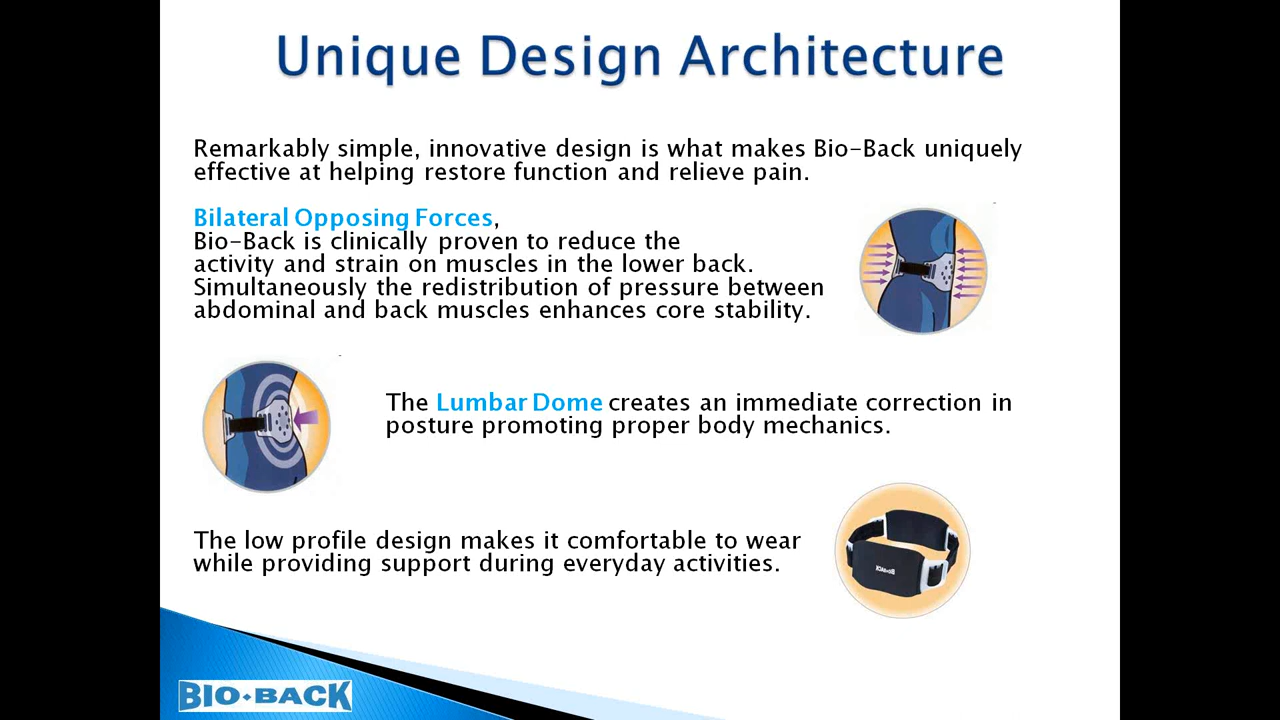 Unique Design Architecture
Remarkably simple, innovative design is what makes Bio-Back uniquely
effective at helping restore function and relieve pain.
Bilateral Opposing Forces,
Bio-Back is clinically proven to reduce the
activity and strain on muscles in the lower back.
Simultaneously the redistribution of pressure between
abdominal and back muscles enhances core stability.
The Lumbar Dome creates an immediate correction in
posture promoting proper body mechanics.
The low profile design makes it comfortable to wear
while providing support during everyday activities.
BIO•BACK